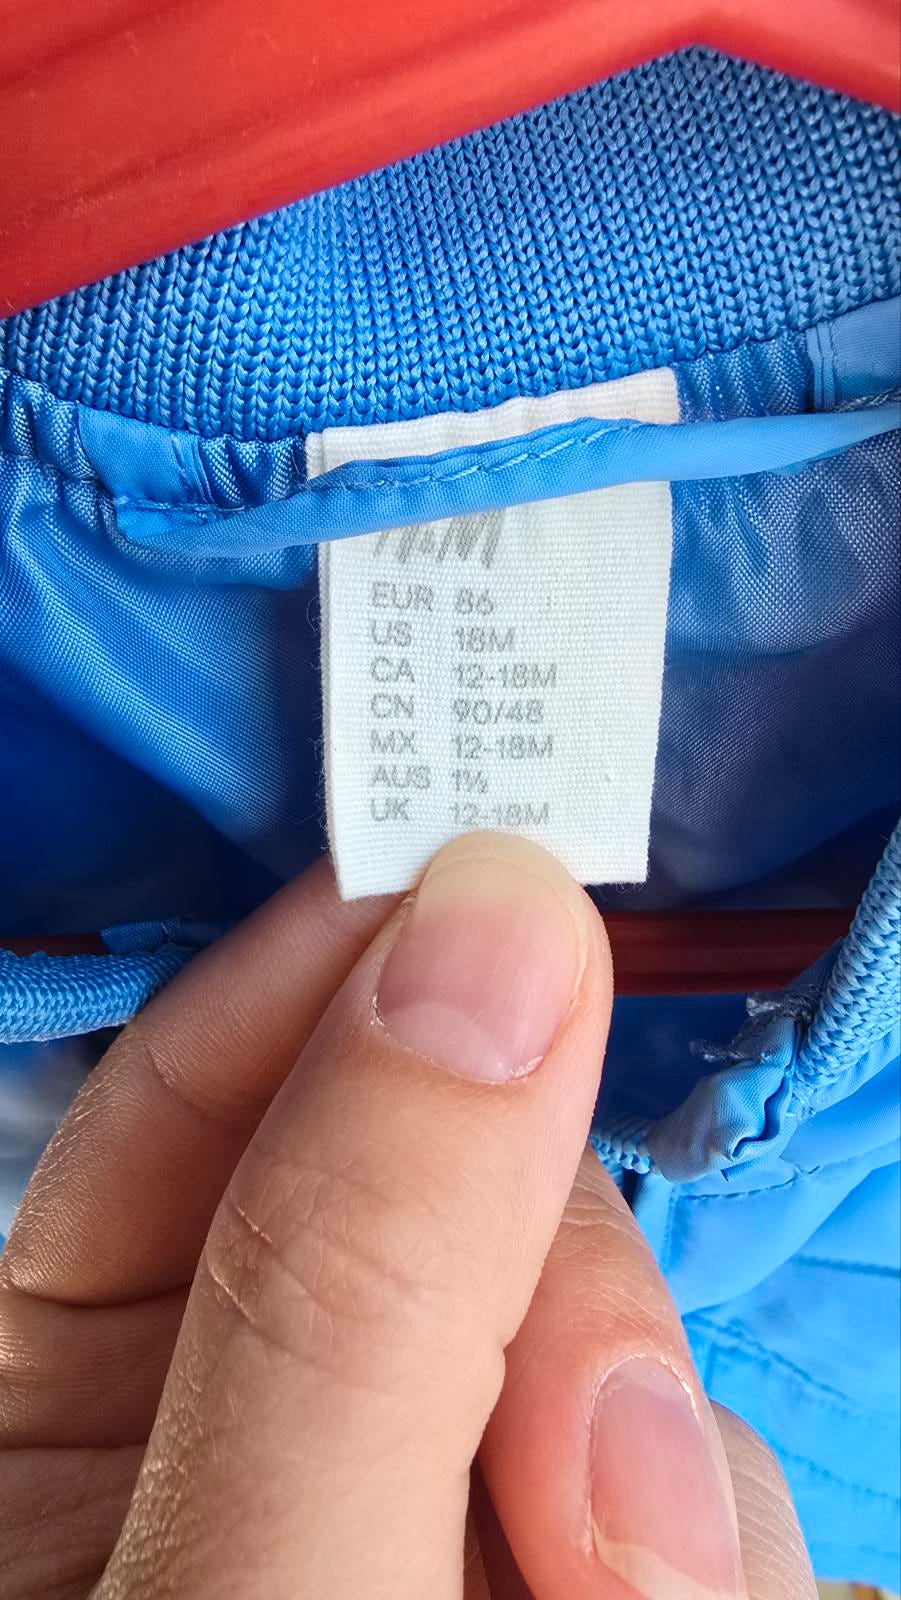 H&M
EUR 86
US 18M
CA 12-18M
CN 90/48
MX 12-18M
AUS 1½
UK 12-18M